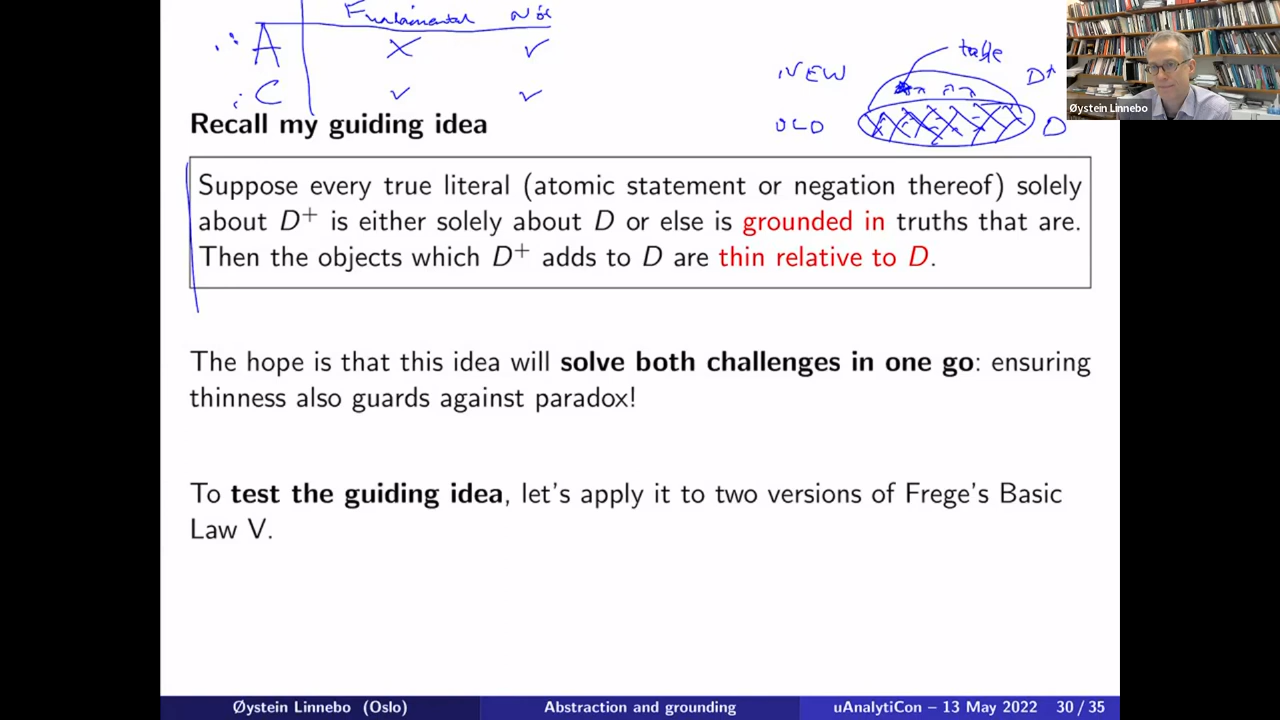 Fundamental Not
∴ A × ✓
C ✓ ✓
table
NEW D+
OLD D
Øystein Linnebo
Recall my guiding idea
Suppose every true literal (atomic statement or negation thereof) solely
about D⁺ is either solely about D or else is grounded in truths that are.
Then the objects which D⁺ adds to D are thin relative to D.
The hope is that this idea will solve both challenges in one go: ensuring
thinness also guards against paradox!
To test the guiding idea, let's apply it to two versions of Frege's Basic
Law V.
Øystein Linnebo (Oslo) Abstraction and grounding uAnalytiCon – 13 May 2022 30 / 35